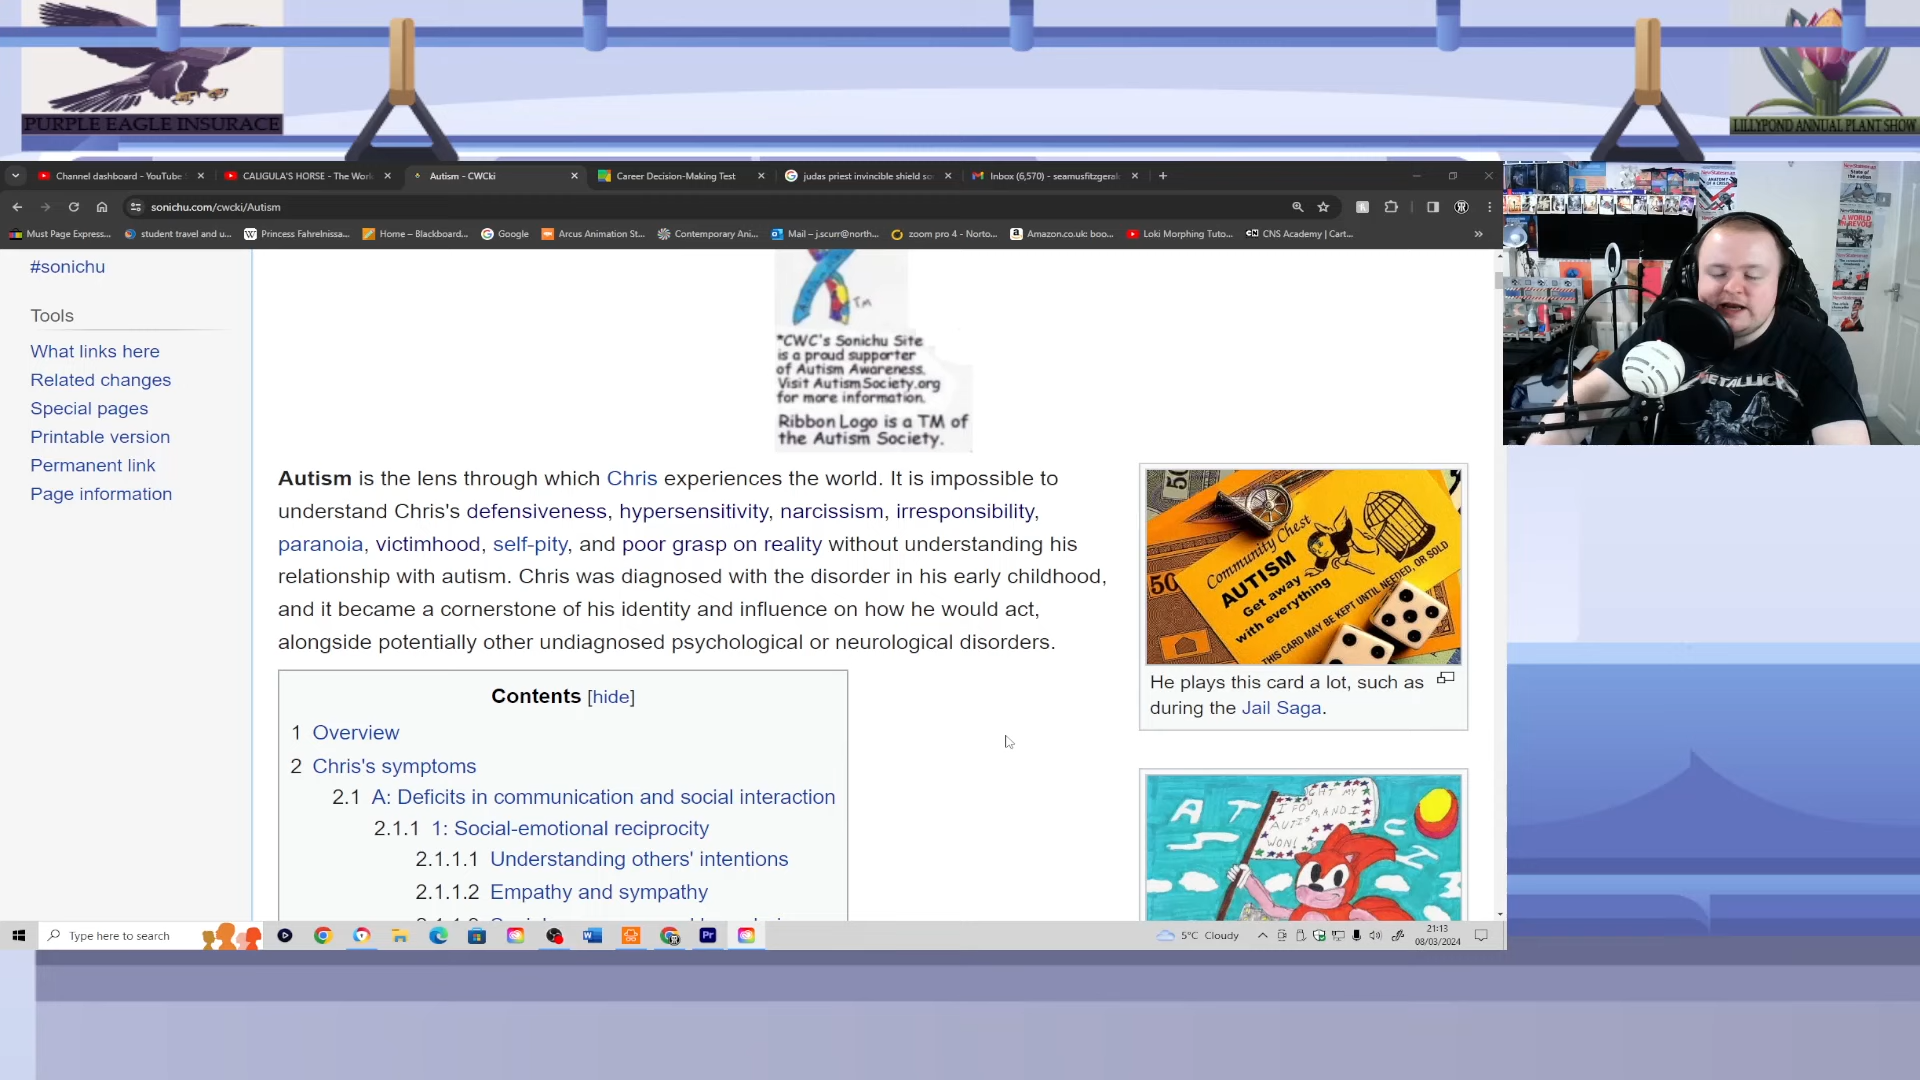 PURPLE EAGLE INSURACE
LILLYPOND ANNUAL PLANT SHOW
Channel dashboard - YouTube
CALIGULA'S HORSE - The Worl
Autism - CWCki
Career Decision-Making Test
judas priest invincible shield so
Inbox (6,570) - seamusfitzgeral
sonichu.com/cwcki/Autism
Must Page Express...
student travel and u...
Princess Fahrelnissa...
Home – Blackboard...
Google
Arcus Animation St...
Contemporary Ani...
Mail – j.scurr@north...
zoom pro 4 - Norto...
Amazon.co.uk: boo...
Loki Morphing Tuto...
CNS Academy | Cart...
#sonichu
Tools
What links here
Related changes
Special pages
Printable version
Permanent link
Page information
TM
*CWC's Sonichu Site
is a proud supporter
of Autism Awareness.
Visit AutismSociety.org
for more information.
Ribbon Logo is a TM of
the Autism Society.
Autism is the lens through which Chris experiences the world. It is impossible to
understand Chris's defensiveness, hypersensitivity, narcissism, irresponsibility,
paranoia, victimhood, self-pity, and poor grasp on reality without understanding his
relationship with autism. Chris was diagnosed with the disorder in his early childhood,
and it became a cornerstone of his identity and influence on how he would act,
alongside potentially other undiagnosed psychological or neurological disorders.
Contents [hide]
1 Overview
2 Chris's symptoms
2.1 A: Deficits in communication and social interaction
2.1.1 1: Social-emotional reciprocity
2.1.1.1 Understanding others' intentions
2.1.1.2 Empathy and sympathy
50
50
Community Chest
AUTISM
Get away
with everything
THIS CARD MAY BE KEPT UNTIL NEEDED, OR SOLD
He plays this card a lot, such as
during the Jail Saga.
METALLICA
Type here to search
5°C Cloudy
21:13
08/03/2024